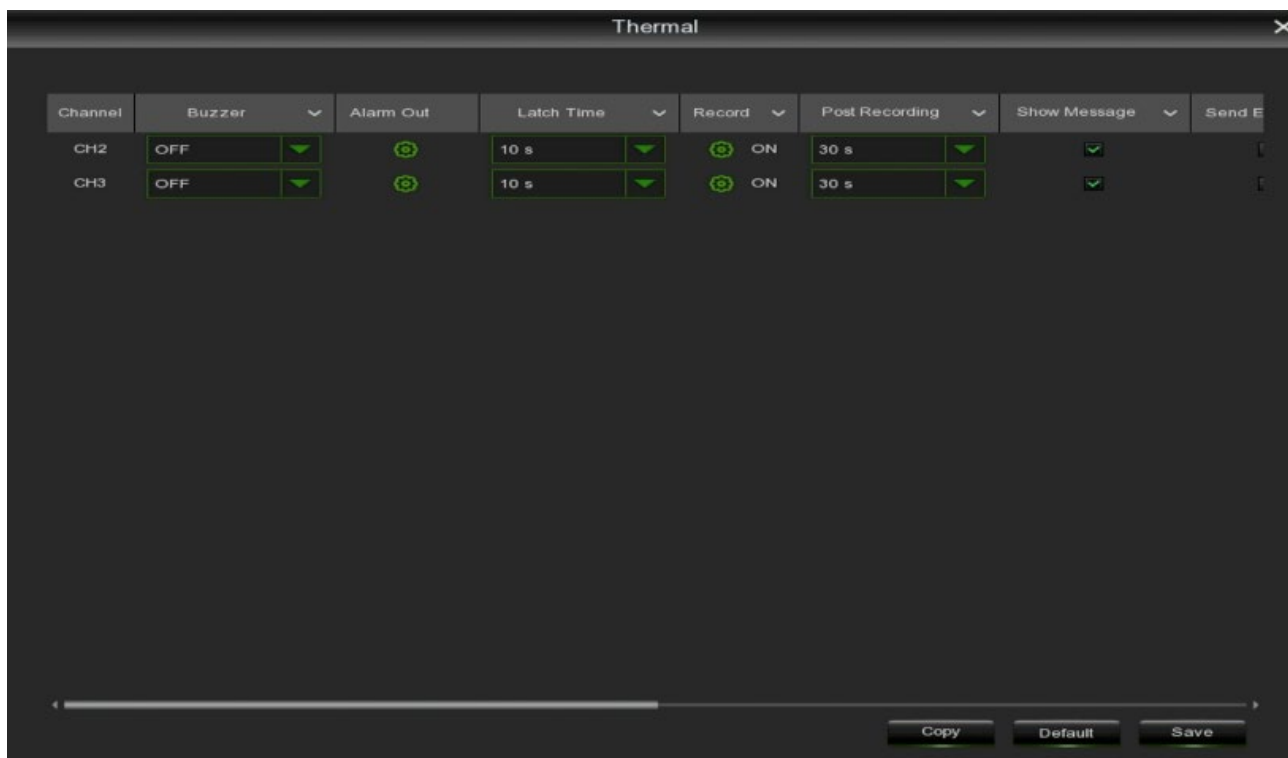 Thermal
Channel Buzzer Alarm Out Latch Time Record Post Recording Show Message Send E
CH2 OFF 10 s ON 30 s
CH3 OFF 10 s ON 30 s
Copy Default Save